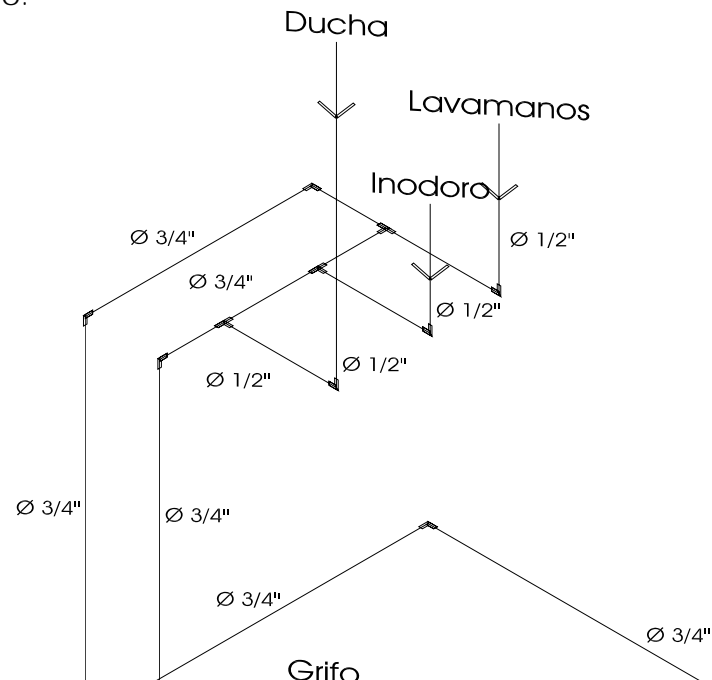 Ducha
Lavamanos
Inodoro
Ø 3/4"
Ø 1/2"
Ø 3/4"
Ø 1/2"
Ø 1/2"
Ø 1/2"
Ø 3/4"
Ø 3/4"
Ø 3/4"
Ø 3/4"
Grifo